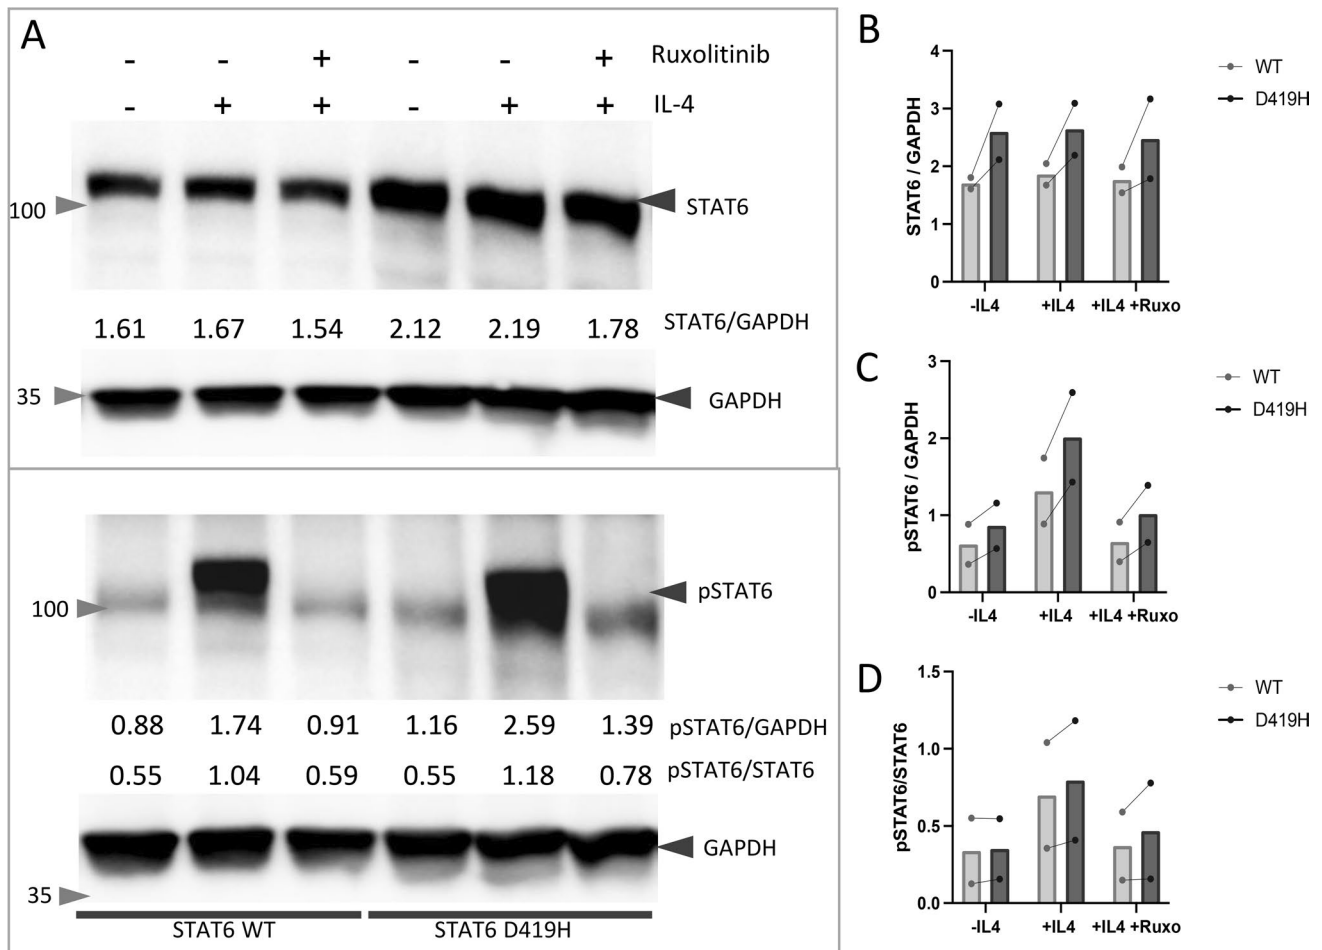 A
- - + - - + Ruxolitinib
- + + - + + IL-4
100
STAT6
1.61 1.67 1.54 2.12 2.19 1.78 STAT6/GAPDH
35
GAPDH
100
pSTAT6
0.88 1.74 0.91 1.16 2.59 1.39 pSTAT6/GAPDH
0.55 1.04 0.59 0.55 1.18 0.78 pSTAT6/STAT6
GAPDH
35
STAT6 WT STAT6 D419H
B
STAT6 / GAPDH
4
3
2
1
0
-IL4 +IL4 +IL4 +Ruxo
WT
D419H
C
pSTAT6 / GAPDH
3
2
1
0
-IL4 +IL4 +IL4 +Ruxo
WT
D419H
D
pSTAT6/STAT6
1.5
1.0
0.5
0.0
-IL4 +IL4 +IL4 +Ruxo
WT
D419H